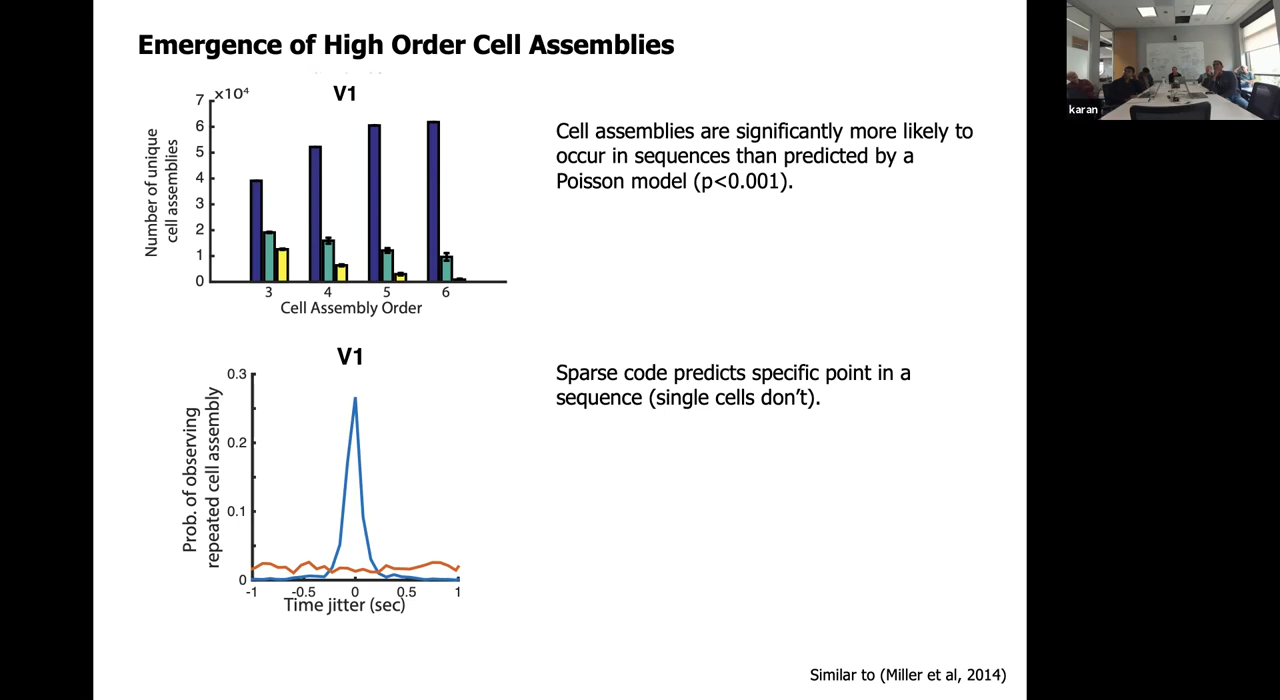 Emergence of High Order Cell Assemblies
V1
×10⁴
7
6
5
4
3
2
1
0
Number of unique
cell assemblies
3 4 5 6
Cell Assembly Order
Cell assemblies are significantly more likely to
occur in sequences than predicted by a
Poisson model (p<0.001).
V1
0.3
0.2
0.1
0
Prob. of observing
repeated cell assembly
-1 -0.5 0 0.5 1
Time jitter (sec)
Sparse code predicts specific point in a
sequence (single cells don’t).
Similar to (Miller et al, 2014)
karan